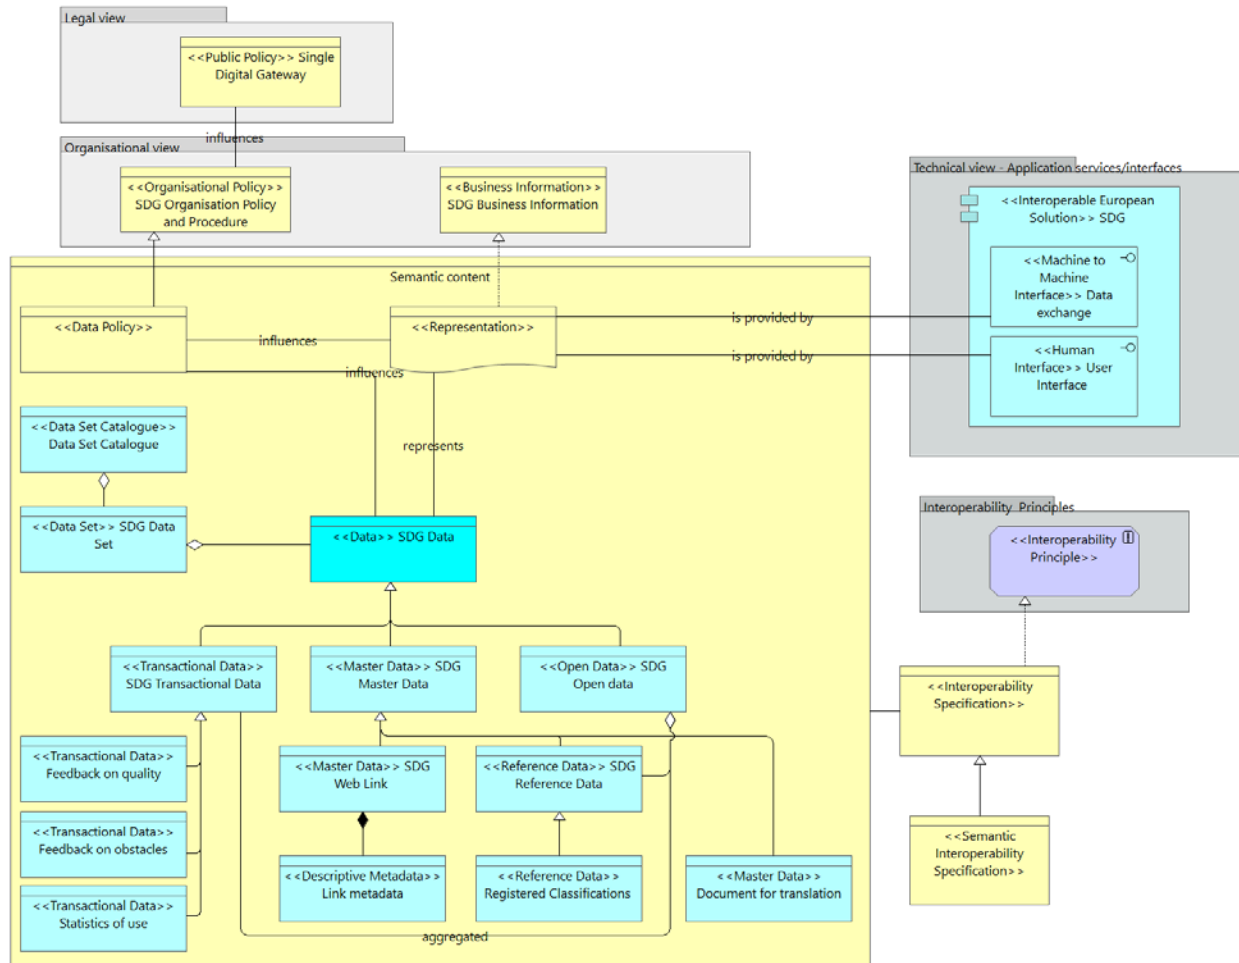 Legal view
<<Public Policy>> Single
Digital Gateway
influences
Organisational view
<<Organisational Policy>>
SDG Organisation Policy
and Procedure
<<Business Information>>
SDG Business Information
Technical view - Application services/interfaces
<<Interoperable European
Solution>> SDG
<<Machine to
Machine
Interface>> Data
exchange
<<Human
Interface>> User
Interface
Semantic content
<<Data Policy>>
influences
<<Representation>>
is provided by
is provided by
influences
represents
<<Data Set Catalogue>>
Data Set Catalogue
<<Data Set>> SDG Data
Set
<<Data>> SDG Data
Interoperability Principles
<<Interoperability
Principle>>
<<Transactional Data>>
SDG Transactional Data
<<Master Data>> SDG
Master Data
<<Open Data>> SDG
Open data
<<Interoperability
Specification>>
<<Transactional Data>>
Feedback on quality
<<Master Data>> SDG
Web Link
<<Reference Data>> SDG
Reference Data
<<Transactional Data>>
Feedback on obstacles
<<Semantic
Interoperability
Specification>>
<<Descriptive Metadata>>
Link metadata
<<Reference Data>>
Registered Classifications
<<Master Data>>
Document for translation
<<Transactional Data>>
Statistics of use
aggregated